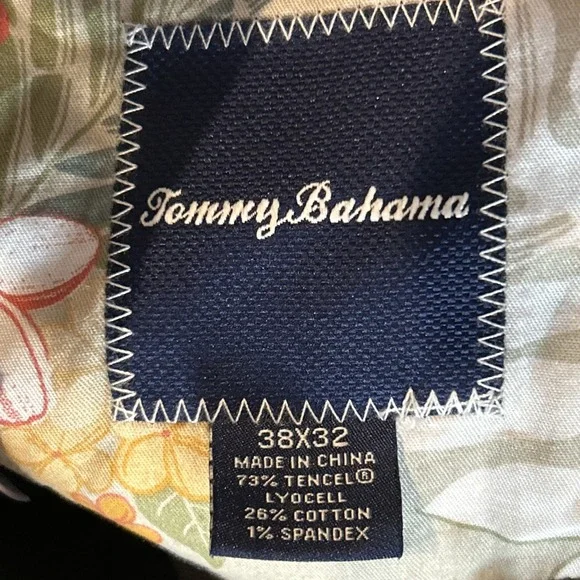 Tommy Bahama
38X32
MADE IN CHINA
73% TENCEL®
LYOCELL
26% COTTON
1% SPANDEX